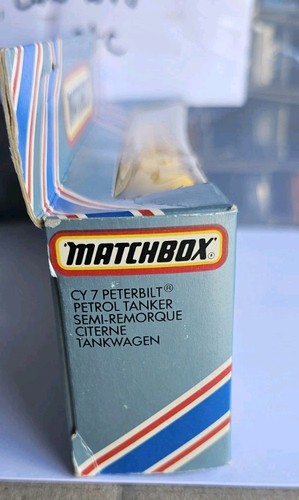 MATCHBOX®
CY 7 PETERBILT®
PETROL TANKER
SEMI-REMORQUE
CITERNE
TANKWAGEN